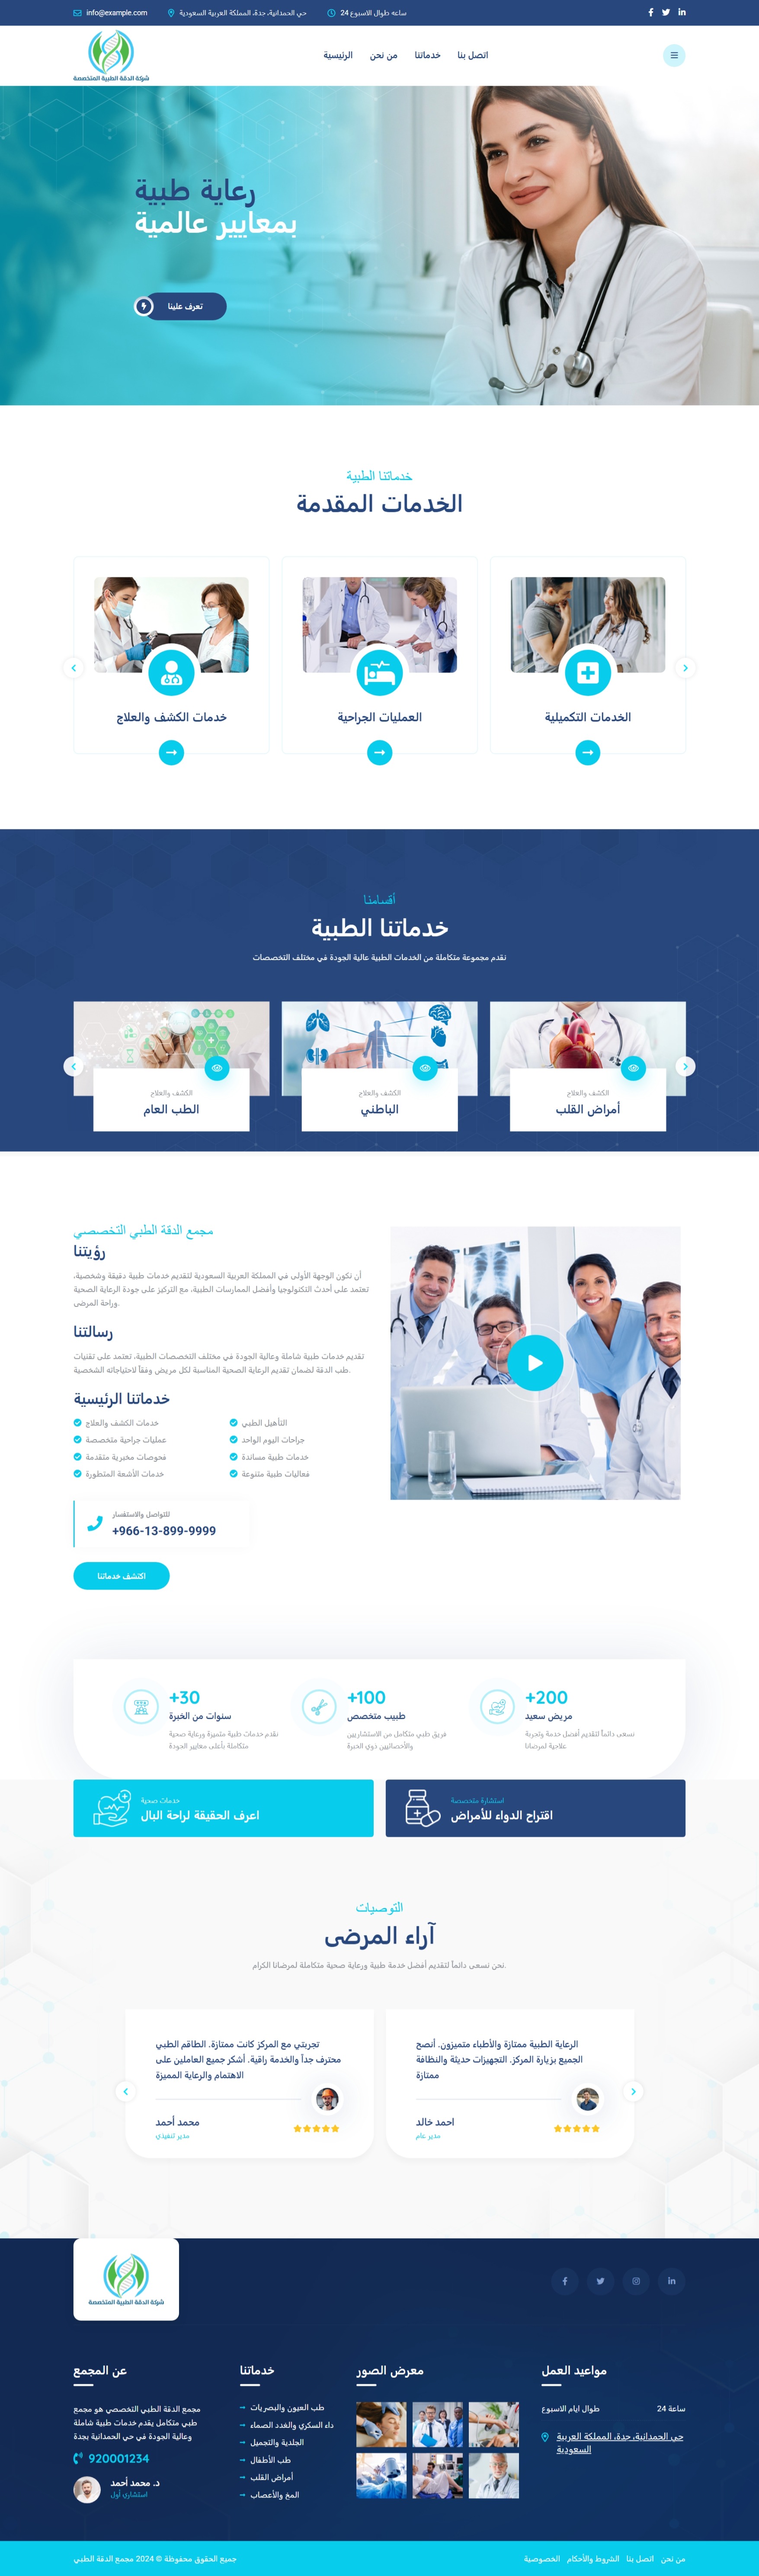 info@example.com
حي الحمدانية، جدة، المملكة العربية السعودية
24 ساعه طوال الاسبوع
شركة الدقة الطبية المتخصصة
الرئيسية
من نحن
خدماتنا
اتصل بنا
رعاية طبية
بمعايير عالمية
تعرف علينا
خدماتنا الطبية
الخدمات المقدمة
خدمات الكشف والعلاج
العمليات الجراحية
الخدمات التكميلية
أقسامنا
خدماتنا الطبية
نقدم مجموعة متكاملة من الخدمات الطبية عالية الجودة في مختلف التخصصات
الكشف والعلاج
الطب العام
الكشف والعلاج
الباطني
الكشف والعلاج
أمراض القلب
مجمع الدقة الطبي التخصصي
رؤيتنا
أن نكون الوجهة الأولى في المملكة العربية السعودية لتقديم خدمات طبية دقيقة وشخصية،
تعتمد على أحدث التكنولوجيا وأفضل الممارسات الطبية، مع التركيز على جودة الرعاية الصحية
وراحة المرضى.
رسالتنا
تقديم خدمات طبية شاملة وعالية الجودة في مختلف التخصصات الطبية، تعتمد على تقنيات
طب الدقة لضمان تقديم الرعاية الصحية المناسبة لكل مريض وفقاً لاحتياجاته الشخصية.
خدماتنا الرئيسية
خدمات الكشف والعلاج
التأهيل الطبي
عمليات جراحية متخصصة
جراحات اليوم الواحد
فحوصات مخبرية متقدمة
خدمات طبية مساندة
خدمات الأشعة المتطورة
فعاليات طبية متنوعة
للتواصل والاستفسار
+966-13-899-9999
اكتشف خدماتنا
+30
سنوات من الخبرة
نقدم خدمات طبية متميزة ورعاية صحية
متكاملة بأعلى معايير الجودة
+100
طبيب متخصص
فريق طبي متكامل من الاستشاريين
والأخصائيين ذوي الخبرة
+200
مريض سعيد
نسعى دائماً لتقديم أفضل خدمة وتجربة
علاجية لمرضانا
خدمات صحية
اعرف الحقيقة لراحة البال
استشارة متخصصة
اقتراح الدواء للأمراض
التوصيات
آراء المرضى
نحن نسعى دائماً لتقديم أفضل خدمة طبية ورعاية صحية متكاملة لمرضانا الكرام.
تجربتي مع المركز كانت ممتازة. الطاقم الطبي
محترف جداً والخدمة راقية. أشكر جميع العاملين على
الاهتمام والرعاية المميزة
محمد أحمد
مدير تنفيذي
الرعاية الطبية ممتازة والأطباء متميزون. أنصح
الجميع بزيارة المركز. التجهيزات حديثة والنظافة
ممتازة
احمد خالد
مدير عام
شركة الدقة الطبية المتخصصة
عن المجمع
مجمع الدقة الطبي التخصصي هو مجمع
طبي متكامل يقدم خدمات طبية شاملة
وعالية الجودة في حي الحمدانية بجدة
920001234
د. محمد أحمد
استشاري أول
خدماتنا
طب العيون والبصريات
داء السكري والغدد الصماء
الجلدية والتجميل
طب الأطفال
أمراض القلب
المخ والأعصاب
معرض الصور
مواعيد العمل
طوال ايام الاسبوع
24 ساعة
حي الحمدانية، جدة، المملكة العربية
السعودية
جميع الحقوق محفوظة © 2024 مجمع الدقة الطبي
من نحن
اتصل بنا
الشروط والأحكام
الخصوصية